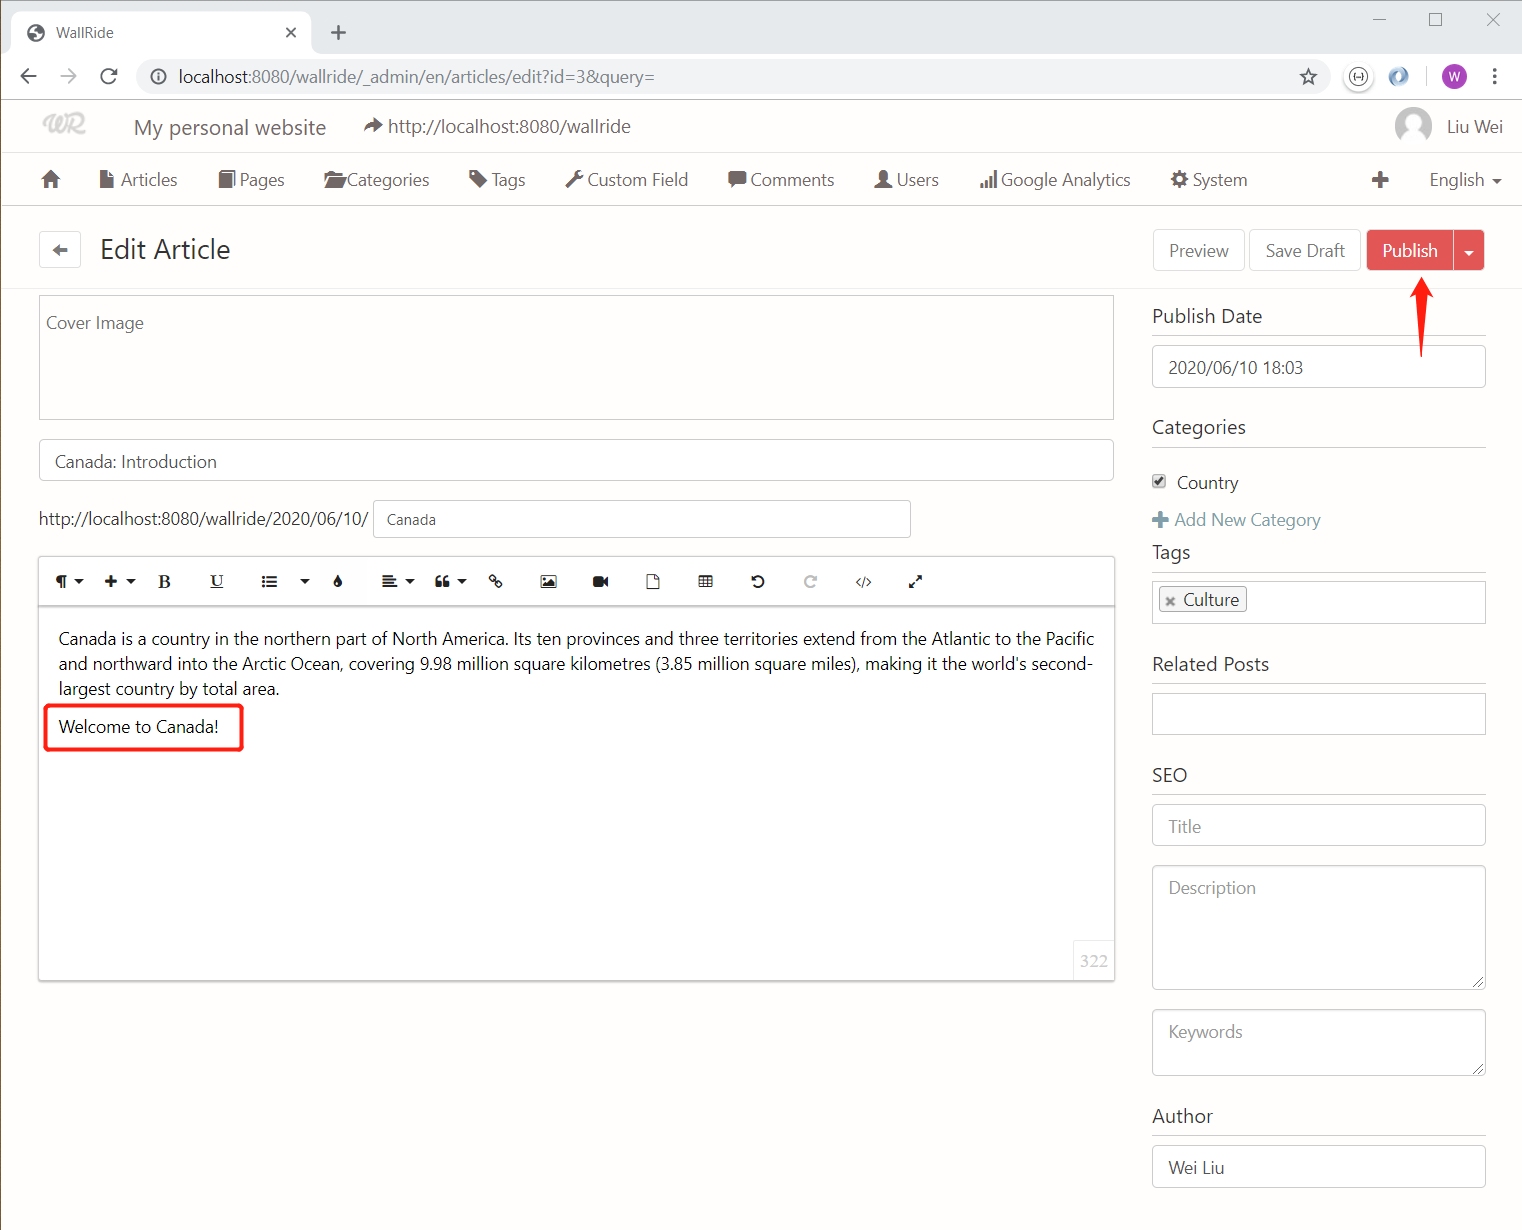 WallRide
localhost:8080/wallride/_admin/en/articles/edit?id=3&query=
W
WR
My personal website
http://localhost:8080/wallride
Liu Wei
Articles
Pages
Categories
Tags
Custom Field
Comments
Users
Google Analytics
System
English
Edit Article
Preview
Save Draft
Publish
Cover Image
Canada: Introduction
http://localhost:8080/wallride/2020/06/10/
Canada
B
U
Canada is a country in the northern part of North America. Its ten provinces and three territories extend from the Atlantic to the Pacific
and northward into the Arctic Ocean, covering 9.98 million square kilometres (3.85 million square miles), making it the world's second-
largest country by total area.
Welcome to Canada!
322
Publish Date
2020/06/10 18:03
Categories
Country
Add New Category
Tags
Culture
Related Posts
SEO
Title
Description
Keywords
Author
Wei Liu